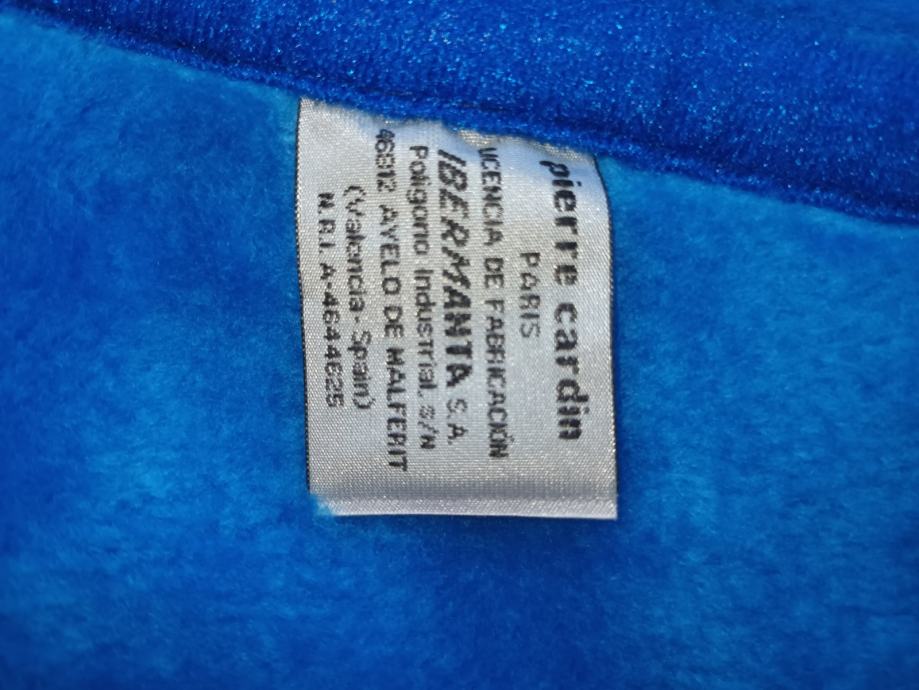 pierre cardin
PARIS
LICENCIA DE FABRICACIÓN
IBERMANTA S.A.
Polígono Industrial, s/n
46812 AYELO DE MALFERIT
(Valencia-Spain)
N.R.I. A-4644625